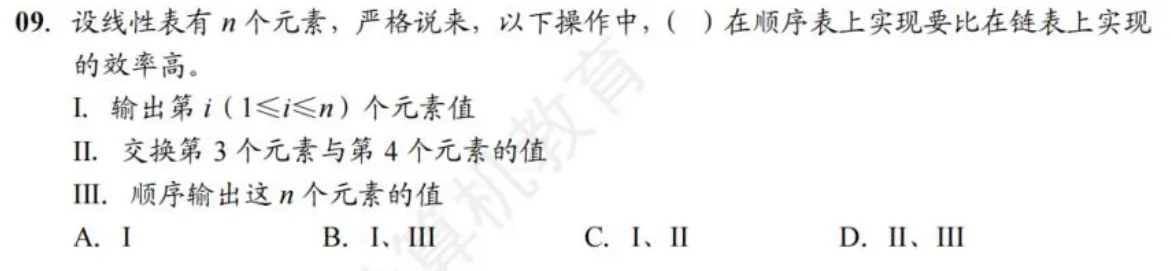 09. 设线性表有 n 个元素，严格说来，以下操作中，（ ）在顺序表上实现要比在链表上实现
的效率高。
I. 输出第 i（1≤i≤n）个元素值
II. 交换第 3 个元素与第 4 个元素的值
III. 顺序输出这 n 个元素的值
A. I B. I、III C. I、II D. II、III
算机教育